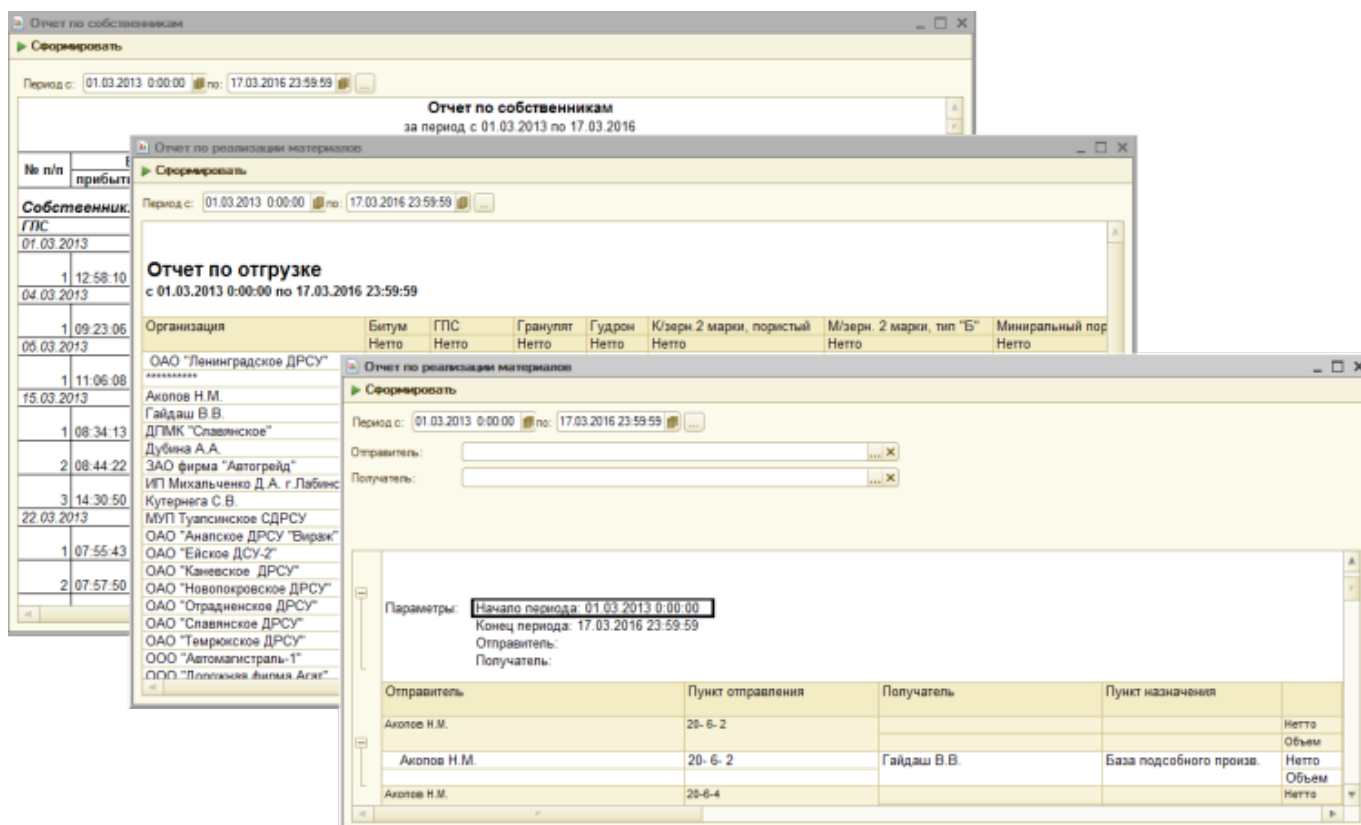 Отчет по собственникам
Сформировать
Период с: 01.03.2013 0:00:00 по: 17.03.2016 23:59:59 ...
Отчет по собственникам
за период с 01.03.2013 по 17.03.2016
№ п/п
Собственник.
ГПС
01.03.2013
1 12:58:10
04.03.2013
1 09:23:06
05.03.2013
1 11:06:08
15.03.2013
1 08:34:13
2 08:44:22
3 14:30:50
22.03.2013
1 07:55:43
2 07:57:50
Отчет по реализации материалов
Сформировать
Период с: 01.03.2013 0:00:00 по: 17.03.2016 23:59:59 ...
Отчет по отгрузке
с 01.03.2013 0:00:00 по 17.03.2016 23:59:59
Организация Битум ГПС Гранулят Гудрон К/зерн.2 марки, пористый М/зерн. 2 марки, тип "Б" Миниральный пор
Нетто Нетто Нетто Нетто Нетто Нетто Нетто
ОАО "Ленинградское ДРСУ"
**********
Акопов Н.М.
Гайдаш В.В.
ДПМК "Славянское"
Дубина А.А.
ЗАО фирма "Автогрейд"
ИП Михальченко Д.А. г.Лабинс
Кутернега С.В.
МУП Туапсинское СДРСУ
ОАО "Анапское ДРСУ "Вираж"
ОАО "Ейское ДСУ-2"
ОАО "Каневское ДРСУ"
ОАО "Новопокровское ДРСУ"
ОАО "Отрадненское ДРСУ"
ОАО "Славянское ДРСУ"
ОАО "Темрюкское ДРСУ"
ООО "Автомагистраль-1"
ООО "Дорожная фирма Агат"
Отчет по реализации материалов
Сформировать
Период с: 01.03.2013 0:00:00 по: 17.03.2016 23:59:59 ...
Отправитель: ...
Получатель: ...
Параметры: Начало периода: 01.03.2013 0:00:00
Конец периода: 17.03.2016 23:59:59
Отправитель:
Получатель:
Отправитель Пункт отправления Получатель Пункт назначения
Акопов Н.М. 20- 6- 2 Нетто
Объем
Акопов Н.М. 20- 6- 2 Гайдаш В.В. База подсобного произв. Нетто
Объем
Акопов Н.М. 20-6-4 Нетто